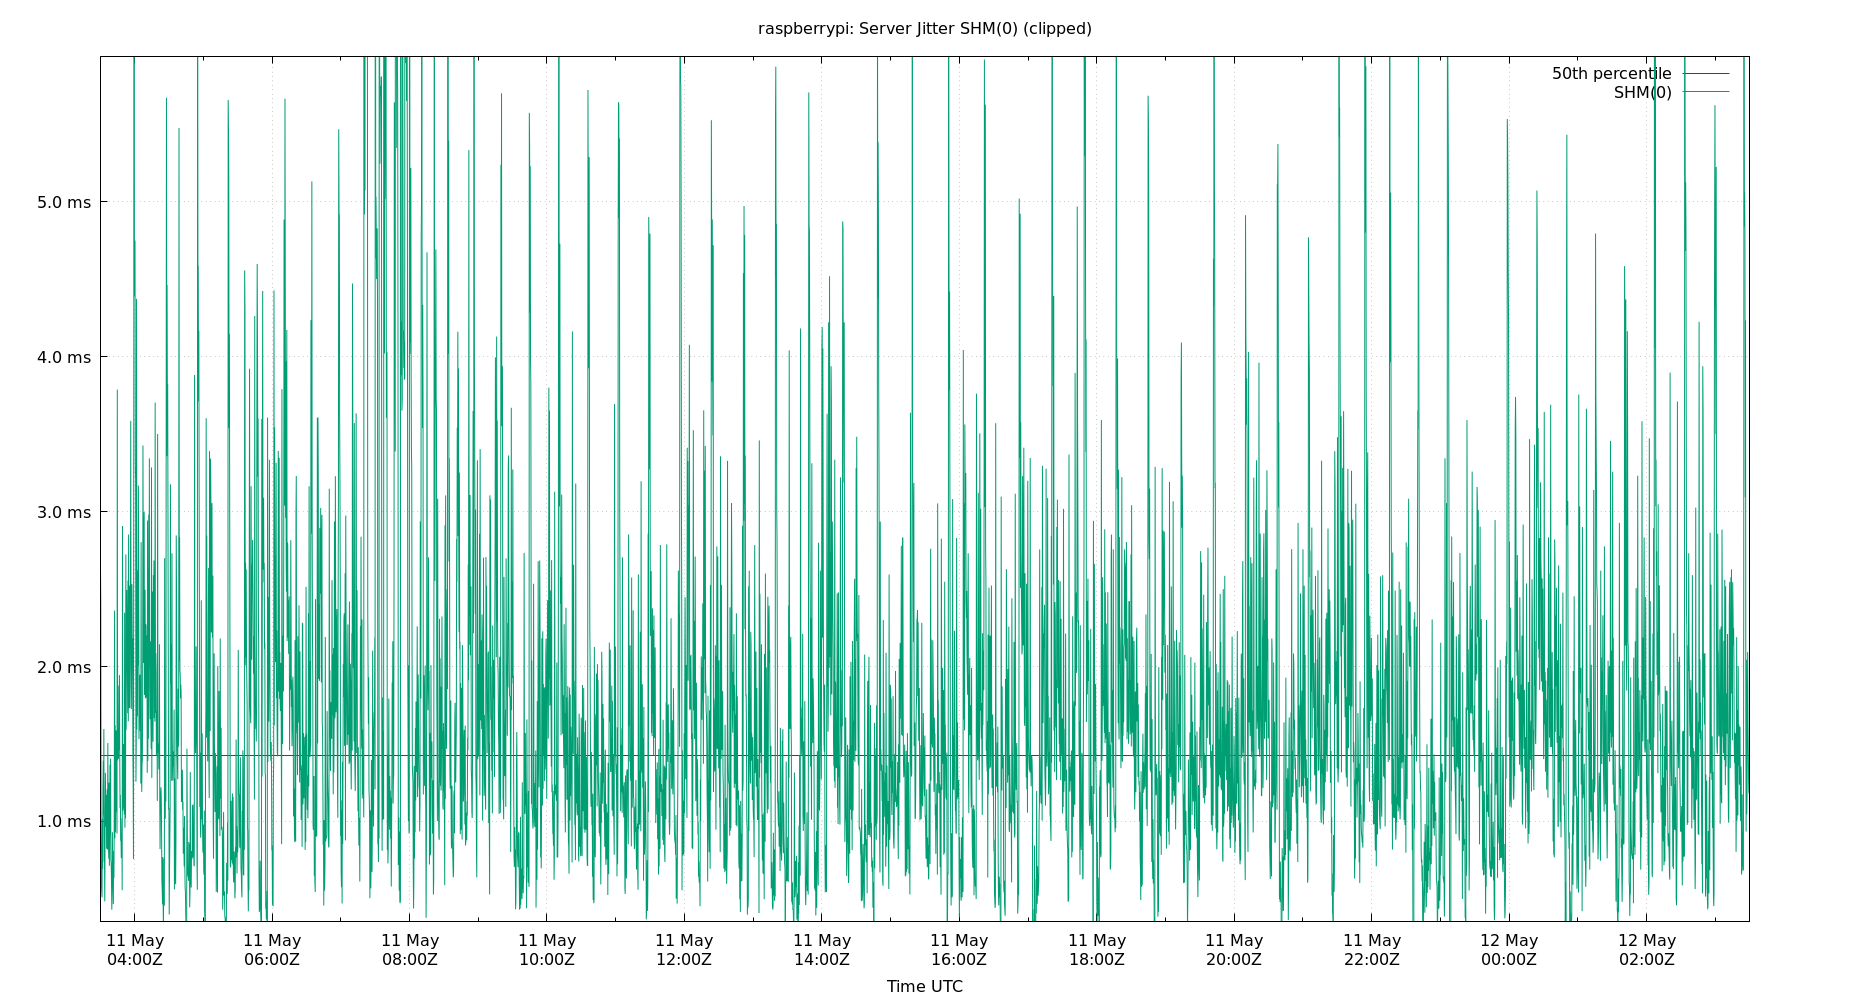 raspberrypi: Server Jitter SHM(0) (clipped)
50th percentile
SHM(0)
5.0 ms
4.0 ms
3.0 ms
2.0 ms
1.0 ms
11 May 11 May 11 May 11 May 11 May 11 May 11 May 11 May 11 May 11 May 12 May 12 May
04:00Z 06:00Z 08:00Z 10:00Z 12:00Z 14:00Z 16:00Z 18:00Z 20:00Z 22:00Z 00:00Z 02:00Z
Time UTC